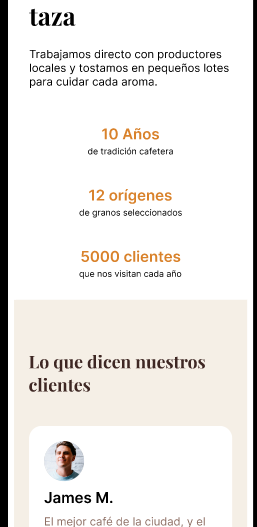 taza
Trabajamos directo con productores
locales y tostamos en pequeños lotes
para cuidar cada aroma.
10 Años
de tradición cafetera
12 orígenes
de granos seleccionados
5000 clientes
que nos visitan cada año
Lo que dicen nuestros
clientes
James M.
El mejor café de la ciudad, y el